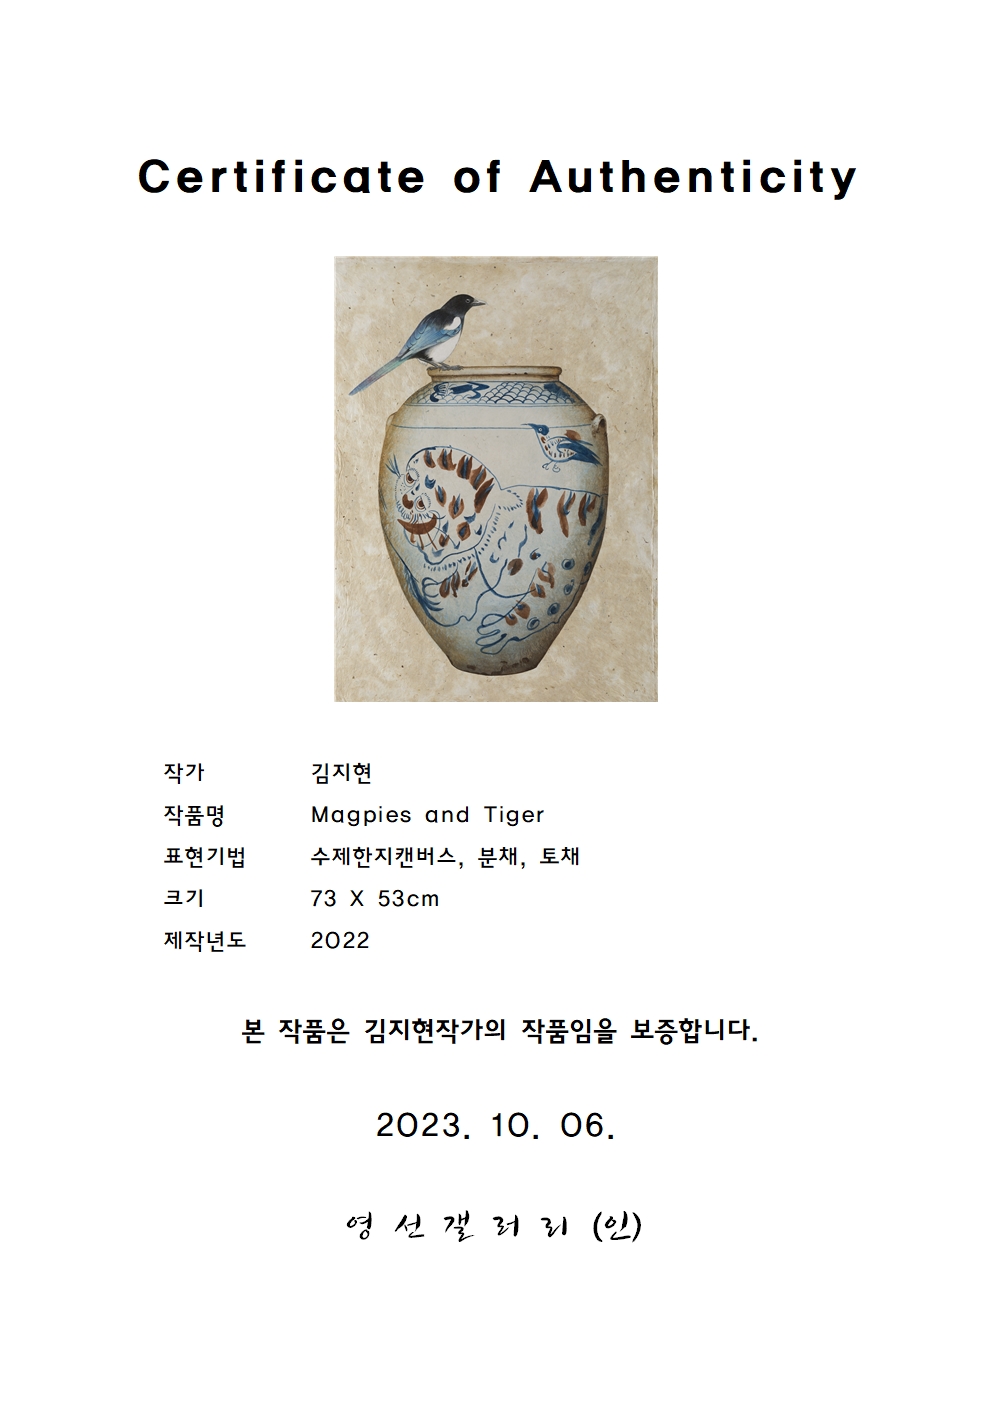 Certificate of Authenticity
작가 김지현
작품명 Magpies and Tiger
표현기법 수제한지캔버스, 분채, 토채
크기 73 X 53cm
제작년도 2022
본 작품은 김지현작가의 작품임을 보증합니다.
2023. 10. 06.
영 선 갤 러 리 (인)